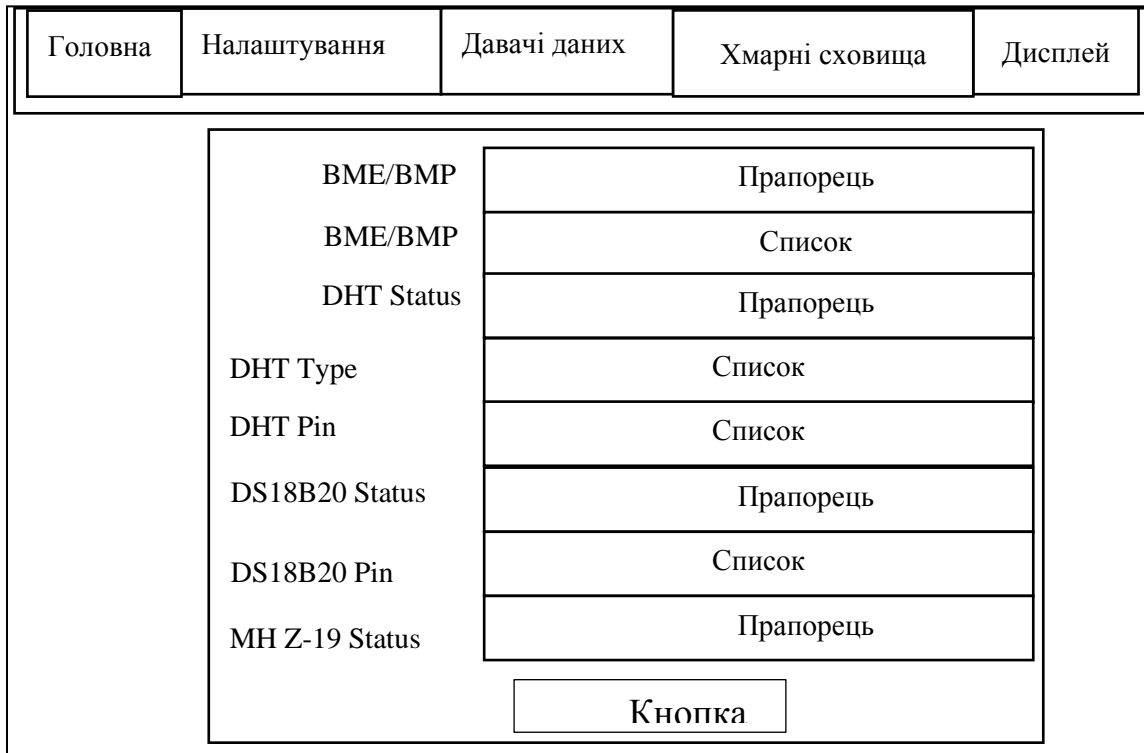 Головна Налаштування Давачі даних Хмарні сховища Дисплей
BME/BMP Прапорець
BME/BMP Список
DHT Status Прапорець
DHT Type Список
DHT Pin Список
DS18B20 Status Прапорець
DS18B20 Pin Список
MH Z-19 Status Прапорець
Кнопка